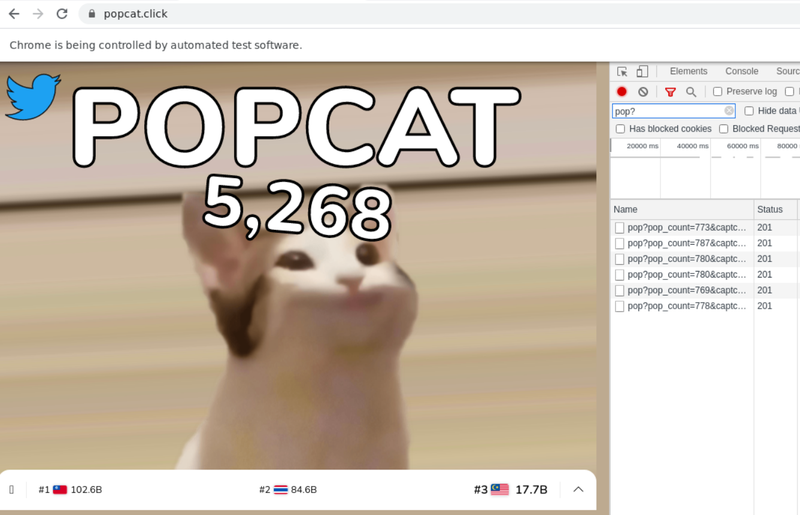 popcat.click
Chrome is being controlled by automated test software.
POPCAT
5,268
#1 102.6B
#2 84.6B
#3 17.7B
Elements Console Sourc
Preserve log
pop?
Hide data
Has blocked cookies Blocked Request
20000 ms 40000 ms 60000 ms 80000
Name Status
pop?pop_count=773&captc... 201
pop?pop_count=787&captc... 201
pop?pop_count=780&captc... 201
pop?pop_count=780&captc... 201
pop?pop_count=769&captc... 201
pop?pop_count=778&captc... 201